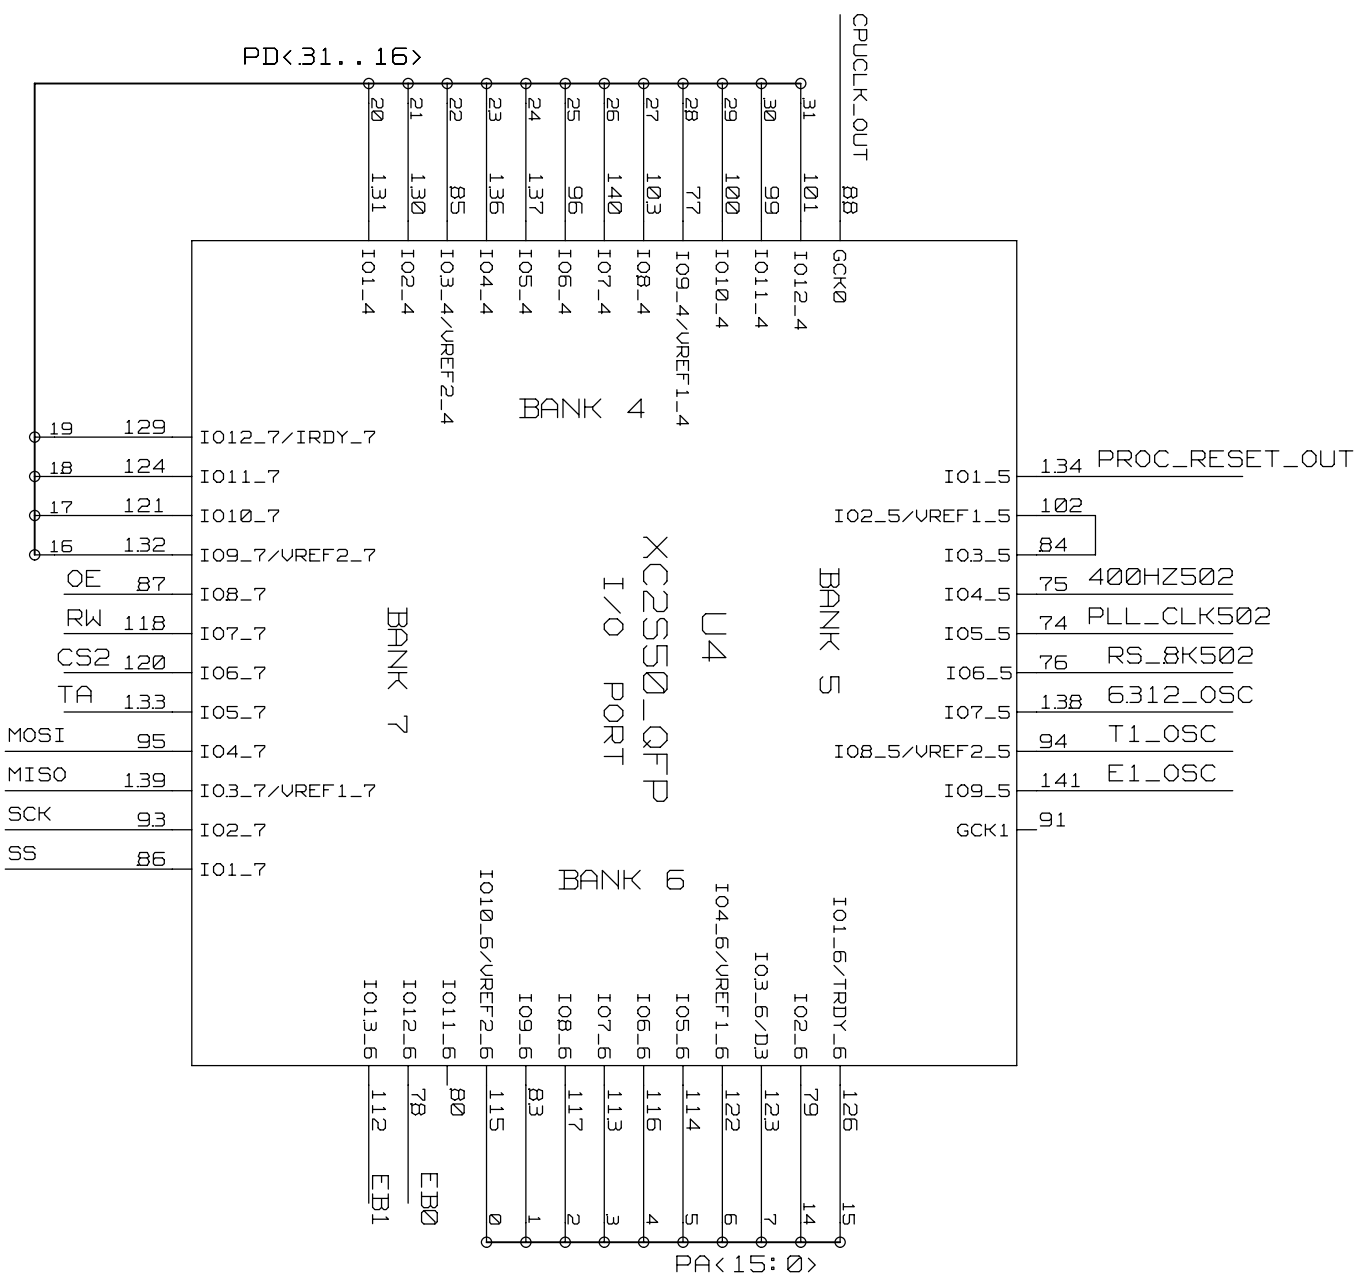 PD<31..16>
CPUCLK_OUT
20 21 22 23 24 25 26 27 28 29 30 31
131 130 85 136 137 96 140 103 77 100 99 101 88
IO1_4
IO2_4
IO3_4/VREF2_4
IO4_4
IO5_4
IO6_4
IO7_4
IO8_4
IO9_4/VREF1_4
IO10_4
IO11_4
IO12_4
GCK0
BANK 4
19 129 IO12_7/IRDY_7
18 124 IO11_7
17 121 IO10_7
16 132 IO9_7/VREF2_7
OE 87 IO8_7
RW 118 IO7_7
CS2 120 IO6_7
TA 133 IO5_7
MOSI 95 IO4_7
MISO 139 IO3_7/VREF1_7
SCK 93 IO2_7
SS 86 IO1_7
BANK 7
I/O PORT
XC2S50_QFP
U4
BANK 5
IO1_5 134 PROC_RESET_OUT
IO2_5/VREF1_5 102
IO3_5 84
IO4_5 75 400HZ502
IO5_5 74 PLL_CLK502
IO6_5 76 RS_8K502
IO7_5 138 6312_OSC
IO8_5/VREF2_5 94 T1_OSC
IO9_5 141 E1_OSC
GCK1 91
BANK 6
IO13_6
IO12_6
IO11_6
IO10_6/VREF2_6
IO9_6
IO8_6
IO7_6
IO6_6
IO5_6
IO4_6/VREF1_6
IO3_6/D3
IO2_6
IO1_6/TRDY_6
112 78 80 115 83 117 113 116 114 122 123 79 126
EB1 EB0
0 1 2 3 4 5 6 7 14 15
PA<15:0>